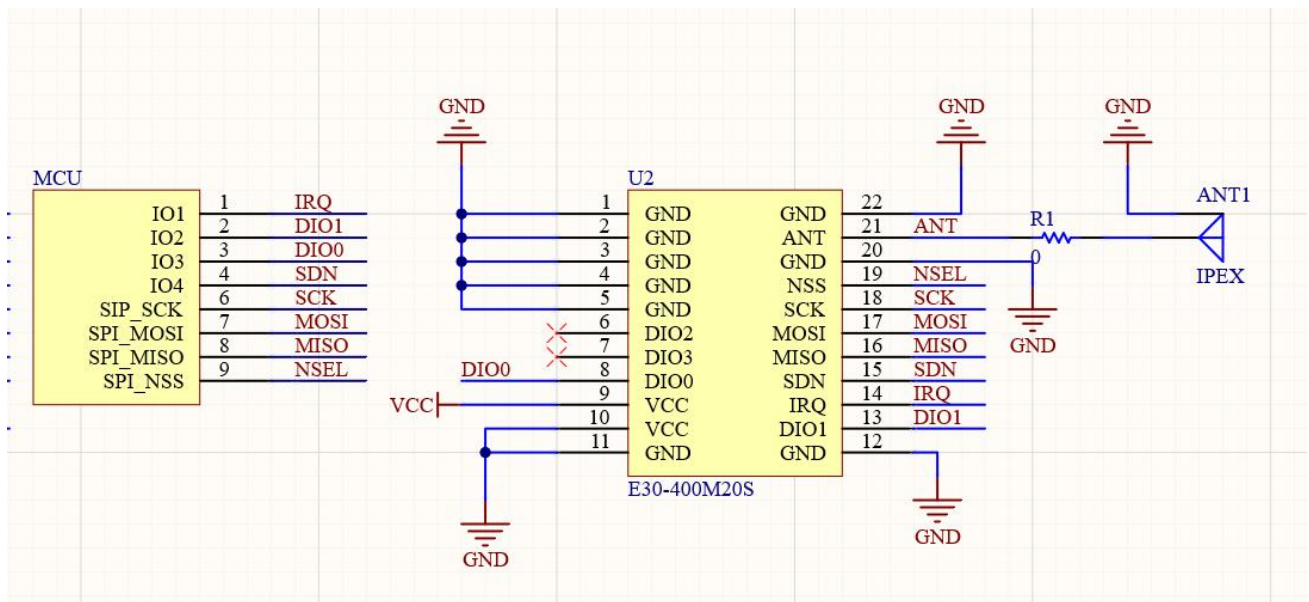 GND
GND
GND
MCU
IO1 1 IRQ
IO2 2 DIO1
IO3 3 DIO0
IO4 4 SDN
SIP_SCK 6 SCK
SPI_MOSI 7 MOSI
SPI_MISO 8 MISO
SPI_NSS 9 NSEL
U2
1 GND
2 GND
3 GND
4 GND
5 GND
6 DIO2
7 DIO3
DIO0 8 DIO0
VCC 9 VCC
10 VCC
11 GND
GND
GND 22
ANT 21 ANT
GND 20
NSS 19 NSEL
SCK 18 SCK
MOSI 17 MOSI
MISO 16 MISO
SDN 15 SDN
IRQ 14 IRQ
DIO1 13 DIO1
GND 12
E30-400M20S
GND
R1
0
GND
ANT1
IPEX